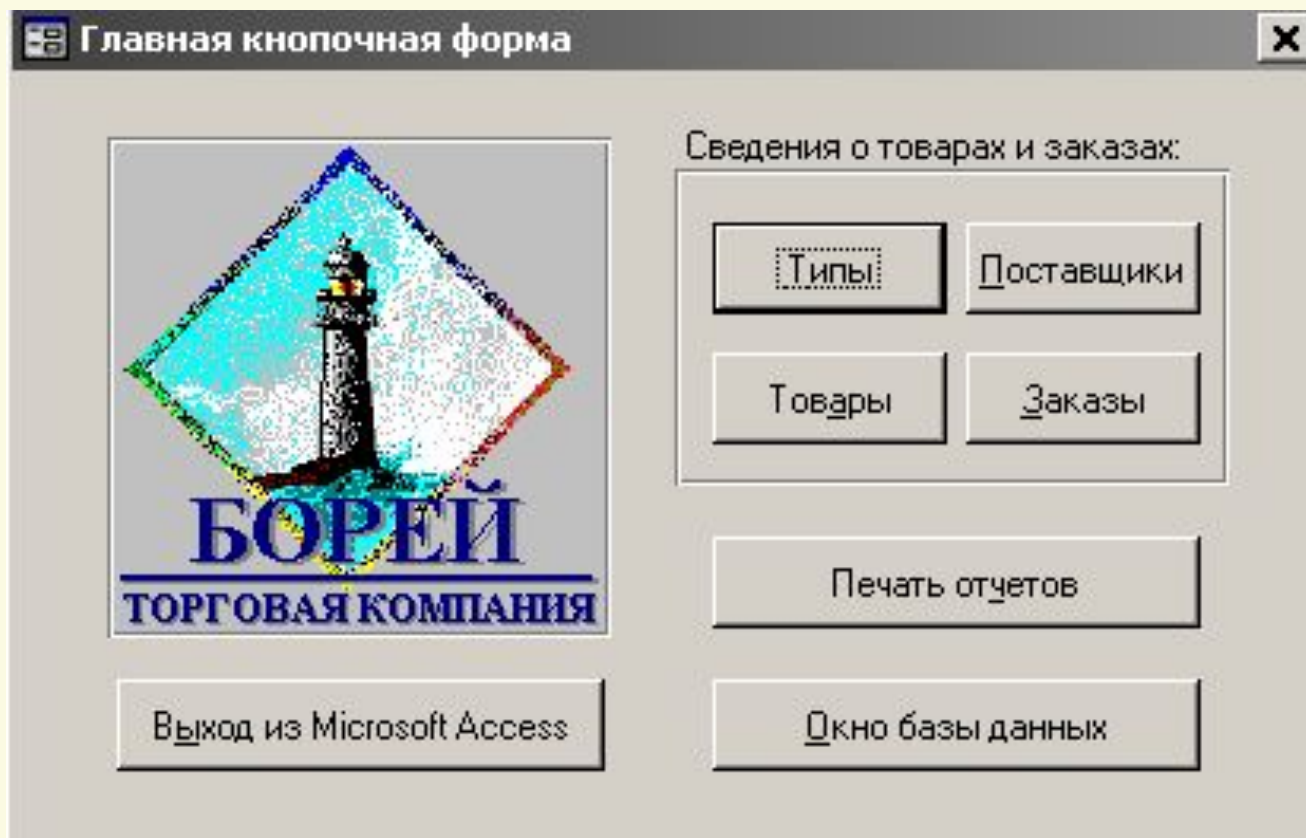 Главная кнопочная форма
Сведения о товарах и заказах:
Типы
Поставщики
Товары
Заказы
БОРЕЙ
ТОРГОВАЯ КОМПАНИЯ
Печать отчетов
Выход из Microsoft Access
Окно базы данных